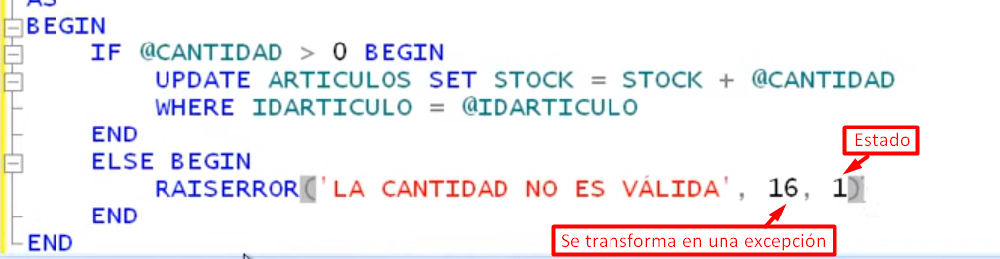 AS
BEGIN
IF @CANTIDAD > 0 BEGIN
UPDATE ARTICULOS SET STOCK = STOCK + @CANTIDAD
WHERE IDARTICULO = @IDARTICULO
END
ELSE BEGIN
Estado
RAISERROR('LA CANTIDAD NO ES VÁLIDA', 16, 1)
END
Se transforma en una excepción
END